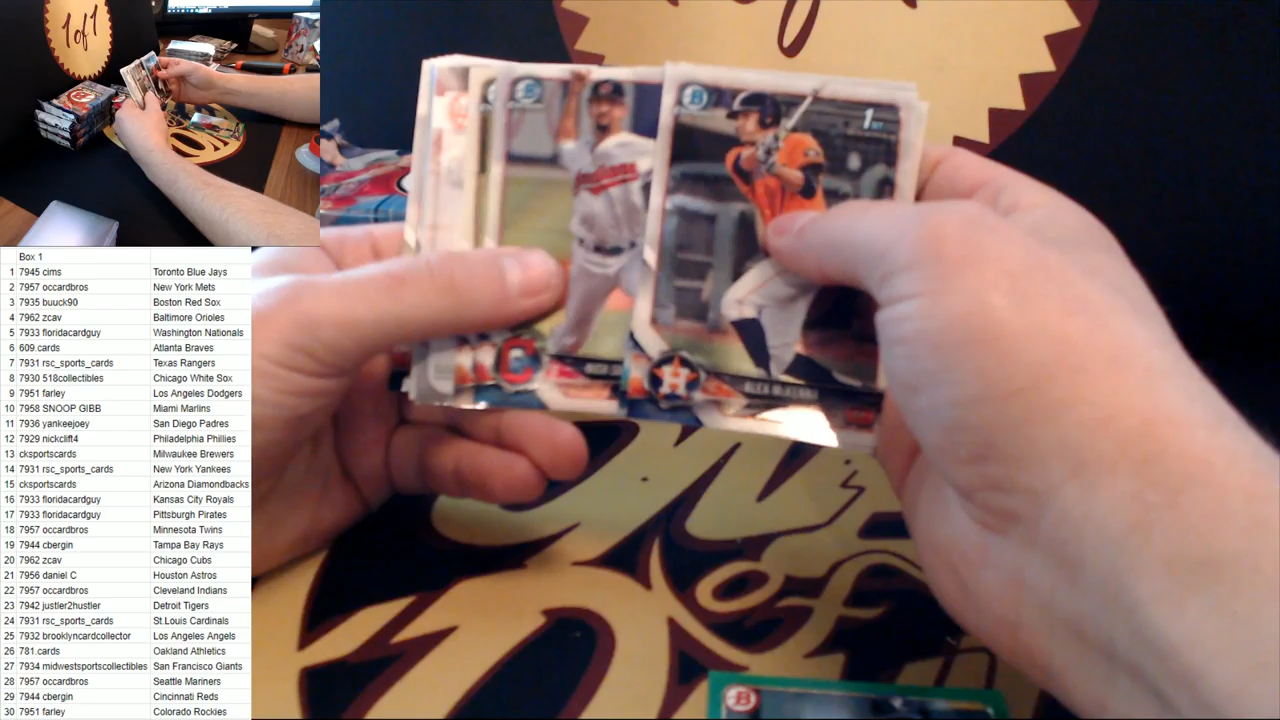 1of1
Box 1
1 7945 cims Toronto Blue Jays
2 7957 occardbros New York Mets
3 7935 buuck90 Boston Red Sox
4 7962 zcav Baltimore Orioles
5 7933 floridacardguy Washington Nationals
6 609.cards Atlanta Braves
7 7931 rsc_sports_cards Texas Rangers
8 7930 518collectibles Chicago White Sox
9 7951 farley Los Angeles Dodgers
10 7958 SNOOP GIBB Miami Marlins
11 7936 yankeejoey San Diego Padres
12 7929 nickclift4 Philadelphia Phillies
13 cksportscards Milwaukee Brewers
14 7931 rsc_sports_cards New York Yankees
15 cksportscards Arizona Diamondbacks
16 7933 floridacardguy Kansas City Royals
17 7933 floridacardguy Pittsburgh Pirates
18 7957 occardbros Minnesota Twins
19 7944 cbergin Tampa Bay Rays
20 7962 zcav Chicago Cubs
21 7956 daniel C Houston Astros
22 7957 occardbros Cleveland Indians
23 7942 justler2hustler Detroit Tigers
24 7931 rsc_sports_cards St.Louis Cardinals
25 7932 brooklyncardcollector Los Angeles Angels
26 781.cards Oakland Athletics
27 7934 midwestsportscollectibles San Francisco Giants
28 7957 occardbros Seattle Mariners
29 7944 cbergin Cincinnati Reds
30 7951 farley Colorado Rockies
B
B
1st
Indians
C
H
ALEX McKENNA
B